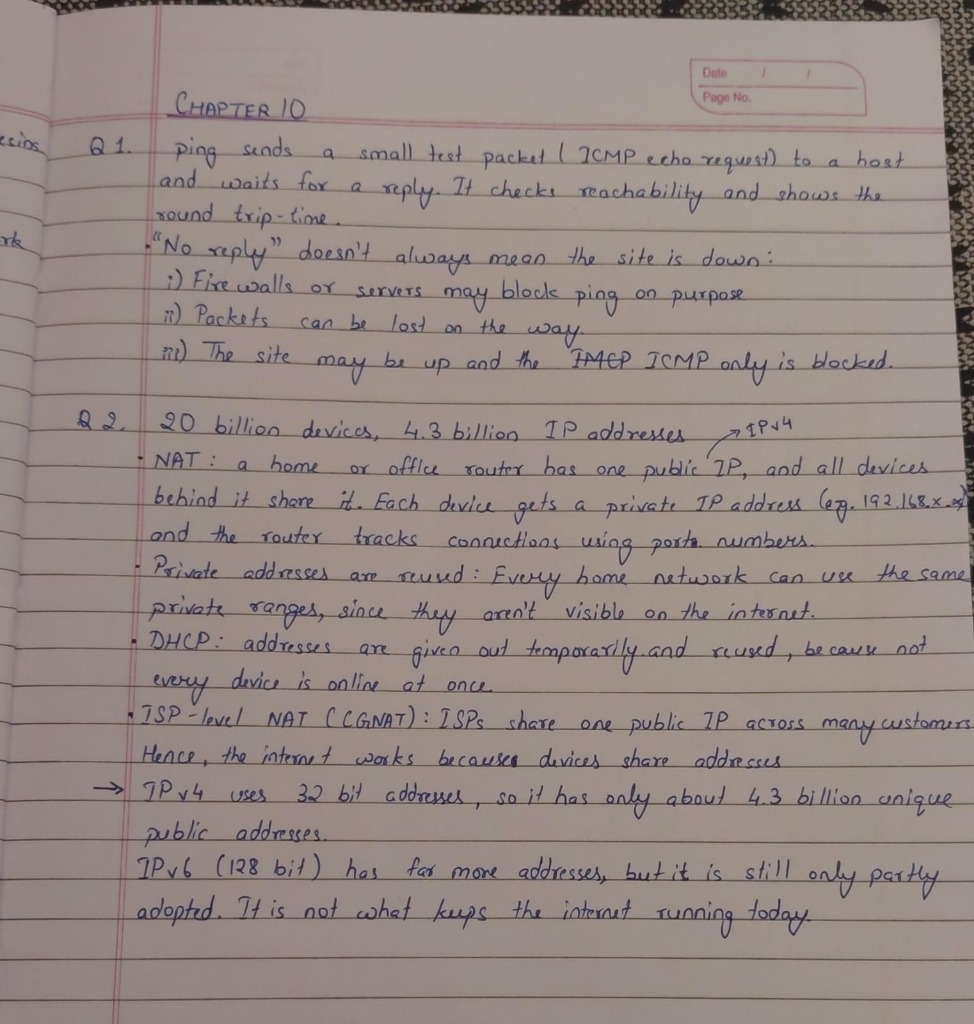 Date / /
Page No.
CHAPTER 10
Q 1. ping sends a small test packet ( ICMP echo request) to a host
and waits for a reply. It checks reachability and shows the
round trip-time.
"No reply" doesn't always mean the site is down:
i) Firewalls or servers may block ping on purpose
ii) Packets can be lost on the way.
iii) The site may be up and the IMCP ICMP only is blocked.
Q 2. 20 billion devices, 4.3 billion IP addresses → IPv4
· NAT : a home or office router has one public IP, and all devices
behind it share it. Each device gets a private IP address (eg. 192.168.x.x)
and the router tracks connections using port numbers.
· Private addresses are reused : Every home network can use the same
private ranges, since they aren't visible on the internet.
· DHCP : addresses are given out temporarily and reused, because not
every device is online at once.
· ISP-level NAT (CGNAT) : ISPs share one public IP across many customers
Hence, the internet works because devices share addresses
→ IPv4 uses 32 bit addresses, so it has only about 4.3 billion unique
public addresses.
IPv6 (128 bit) has far more addresses, but it is still only partly
adopted. It is not what keeps the internet running today.